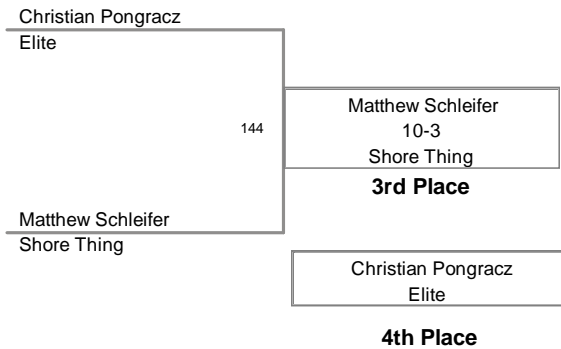 Christian Pongracz
Elite
144
Matthew Schleifer
10-3
Shore Thing
3rd Place
Matthew Schleifer
Shore Thing
Christian Pongracz
Elite
4th Place